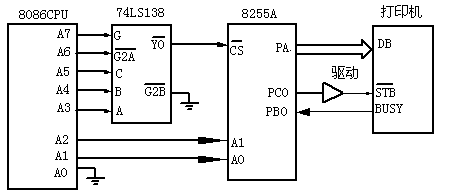 8086CPU
74LS138
8255A
打印机
A7
A6
A5
A4
A3
A2
A1
A0
G
G2A
C
B
A
Y0
G2B
CS
A1
A0
PA
PC0
PB0
驱动
DB
STB
BUSY